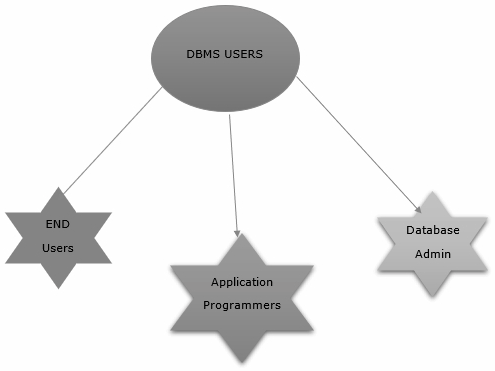 DBMS USERS
END
Users
Application
Programmers
Database
Admin